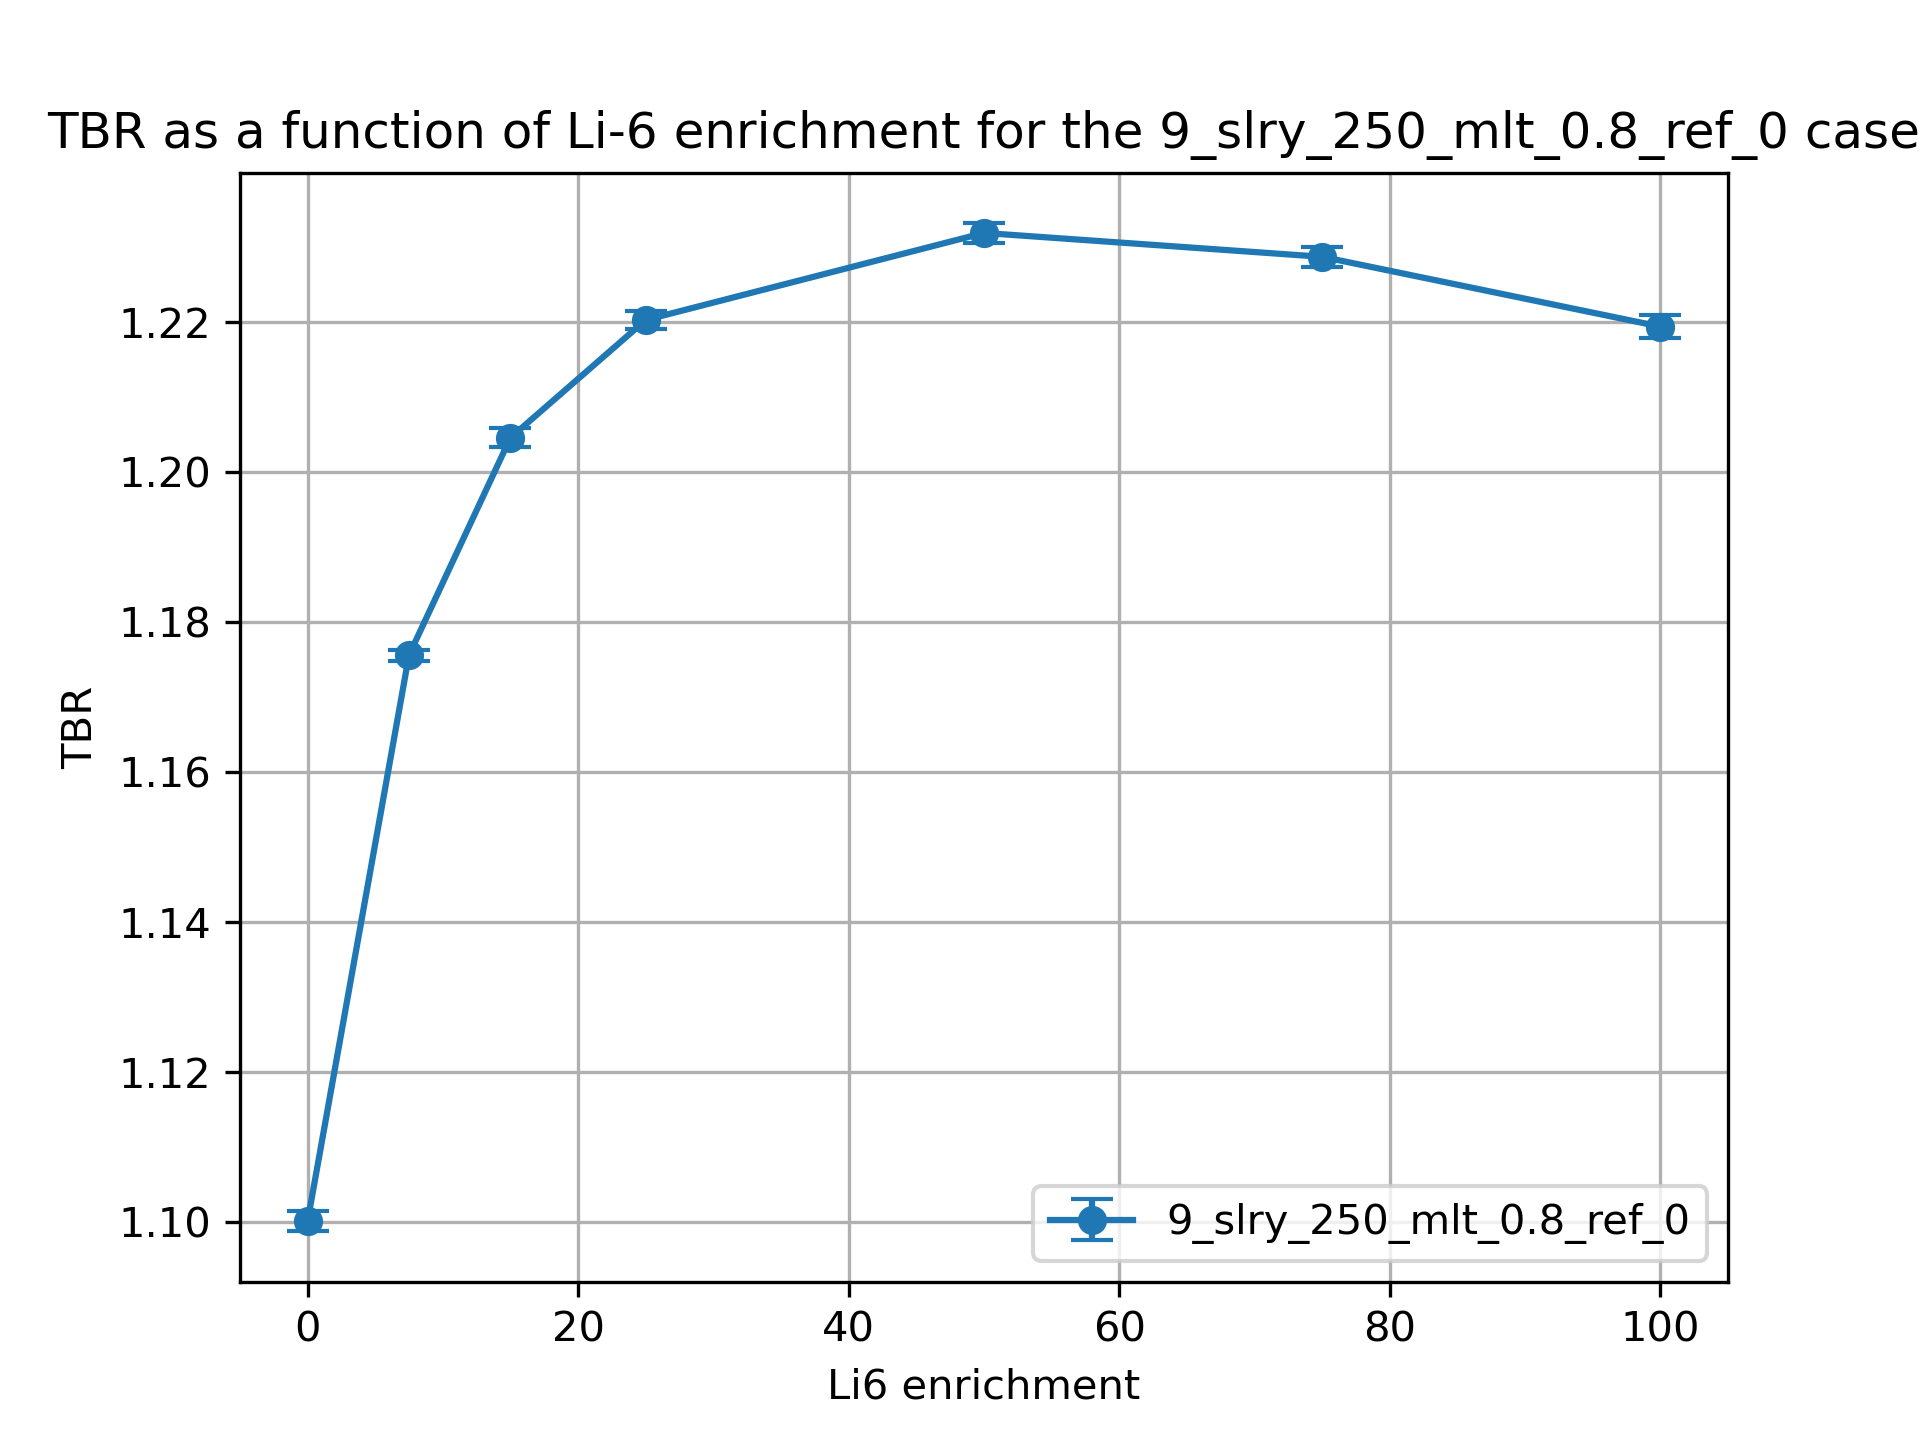 TBR as a function of Li-6 enrichment for the 9_slry_250_mlt_0.8_ref_0 case
1.22
1.20
1.18
1.16
1.14
1.12
1.10
TBR
9_slry_250_mlt_0.8_ref_0
0 20 40 60 80 100
Li6 enrichment